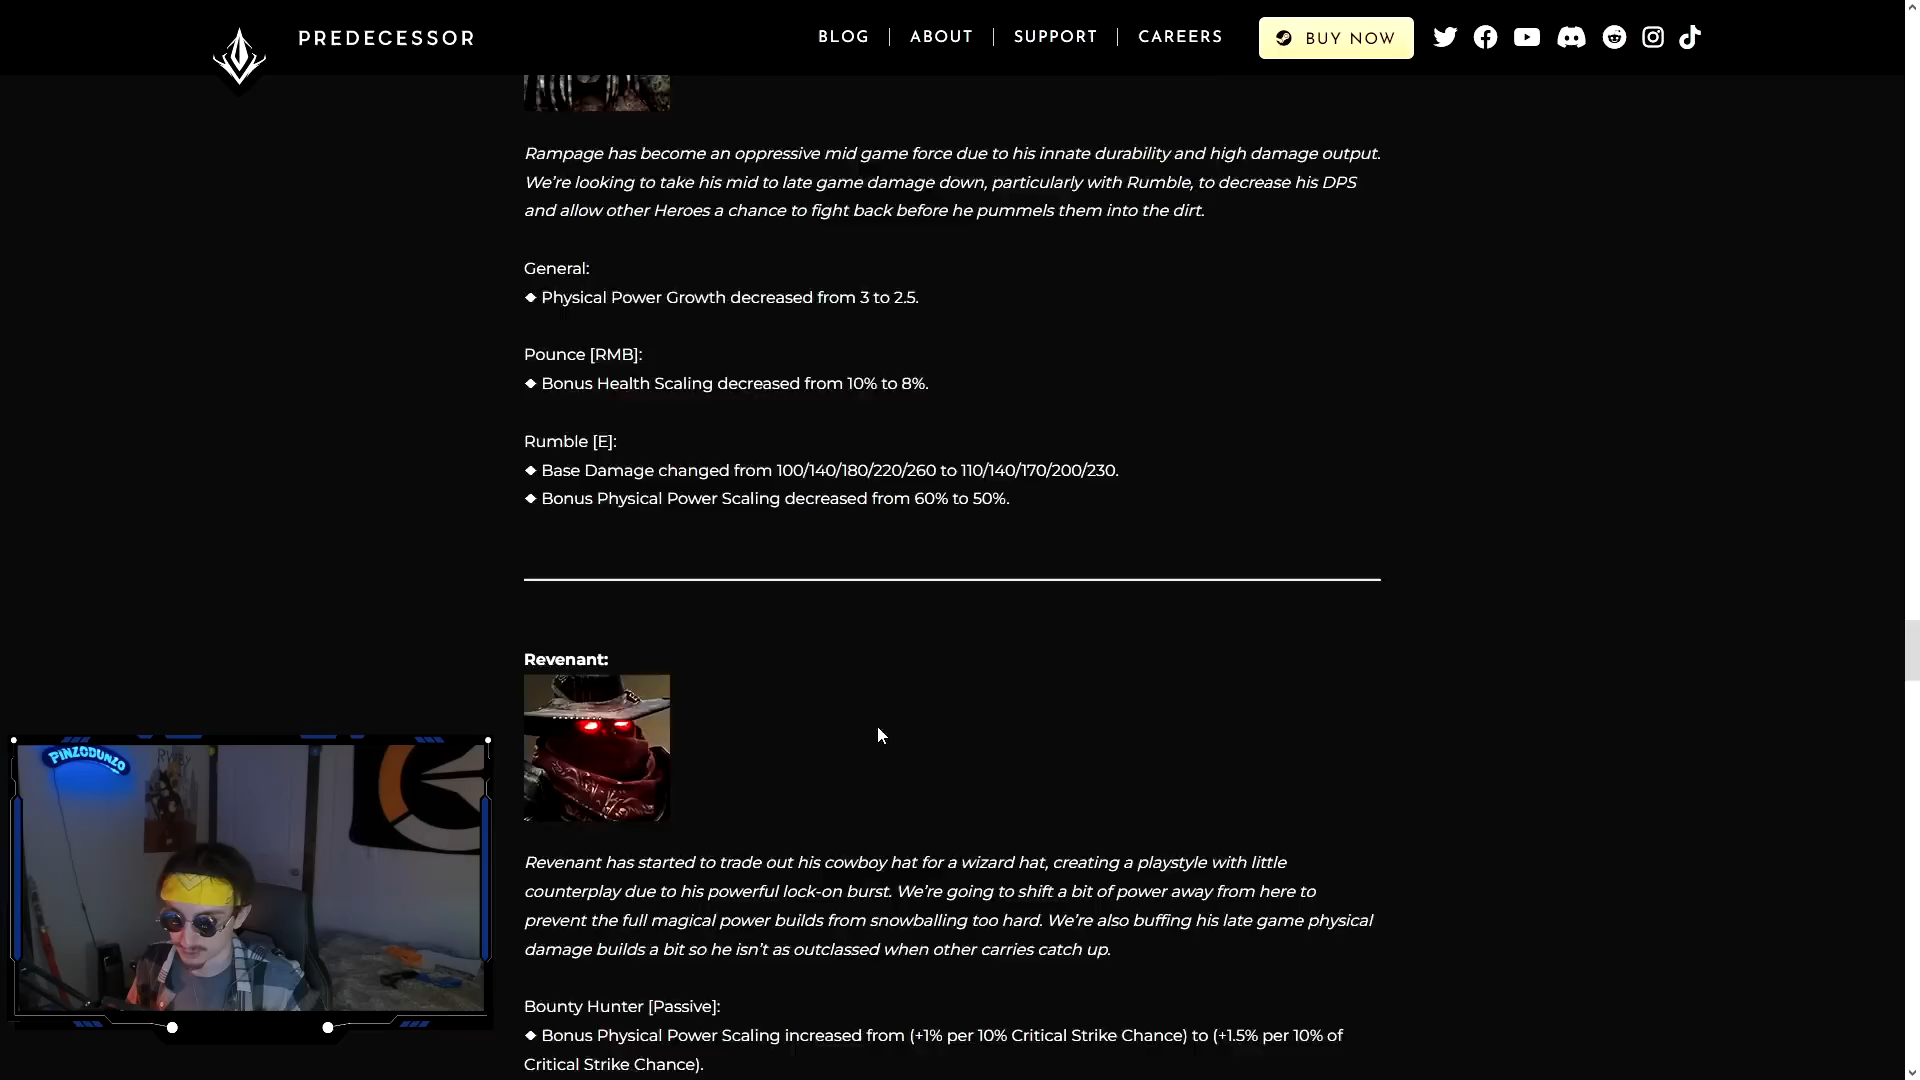 PREDECESSOR
BLOG
ABOUT
SUPPORT
CAREERS
BUY NOW
Rampage has become an oppressive mid game force due to his innate durability and high damage output.
We're looking to take his mid to late game damage down, particularly with Rumble, to decrease his DPS
and allow other Heroes a chance to fight back before he pummels them into the dirt.
General:
◆ Physical Power Growth decreased from 3 to 2.5.
Pounce [RMB]:
◆ Bonus Health Scaling decreased from 10% to 8%.
Rumble [E]:
◆ Base Damage changed from 100/140/180/220/260 to 110/140/170/200/230.
◆ Bonus Physical Power Scaling decreased from 60% to 50%.
Revenant:
Revenant has started to trade out his cowboy hat for a wizard hat, creating a playstyle with little
counterplay due to his powerful lock-on burst. We're going to shift a bit of power away from here to
prevent the full magical power builds from snowballing too hard. We're also buffing his late game physical
damage builds a bit so he isn't as outclassed when other carries catch up.
Bounty Hunter [Passive]:
◆ Bonus Physical Power Scaling increased from (+1% per 10% Critical Strike Chance) to (+1.5% per 10% of
Critical Strike Chance).
PINZODUNZO
RWBY